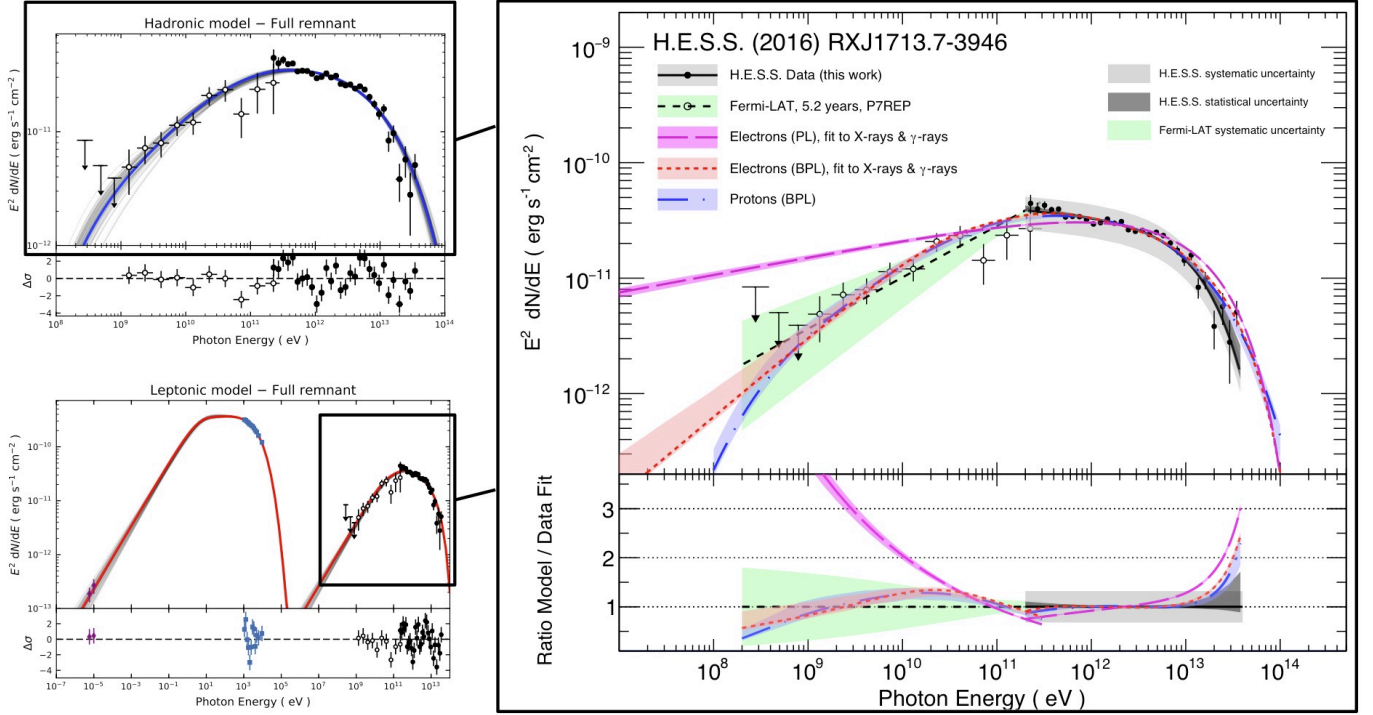 Hadronic model − Full remnant
E² dN/dE ( erg s⁻¹ cm⁻²)
10⁻¹¹
10⁻¹²
Δσ
2
0
−2
−4
10⁸ 10⁹ 10¹⁰ 10¹¹ 10¹² 10¹³ 10¹⁴
Photon Energy ( eV )
Leptonic model − Full remnant
E² dN/dE ( erg s⁻¹ cm⁻²)
10⁻¹⁰
10⁻¹¹
10⁻¹²
10⁻¹³
Δσ
2
0
−2
−4
10⁻⁷ 10⁻⁵ 10⁻³ 10⁻¹ 10¹ 10³ 10⁵ 10⁷ 10⁹ 10¹¹ 10¹³
Photon Energy ( eV )
H.E.S.S. (2016) RXJ1713.7-3946
H.E.S.S. Data (this work)
Fermi-LAT, 5.2 years, P7REP
Electrons (PL), fit to X-rays & γ-rays
Electrons (BPL), fit to X-rays & γ-rays
Protons (BPL)
H.E.S.S. systematic uncertainty
H.E.S.S. statistical uncertainty
Fermi-LAT systematic uncertainty
E² dN/dE ( erg s⁻¹ cm⁻²)
10⁻⁹
10⁻¹⁰
10⁻¹¹
10⁻¹²
Ratio Model / Data Fit
3
2
1
10⁸ 10⁹ 10¹⁰ 10¹¹ 10¹² 10¹³ 10¹⁴
Photon Energy ( eV )